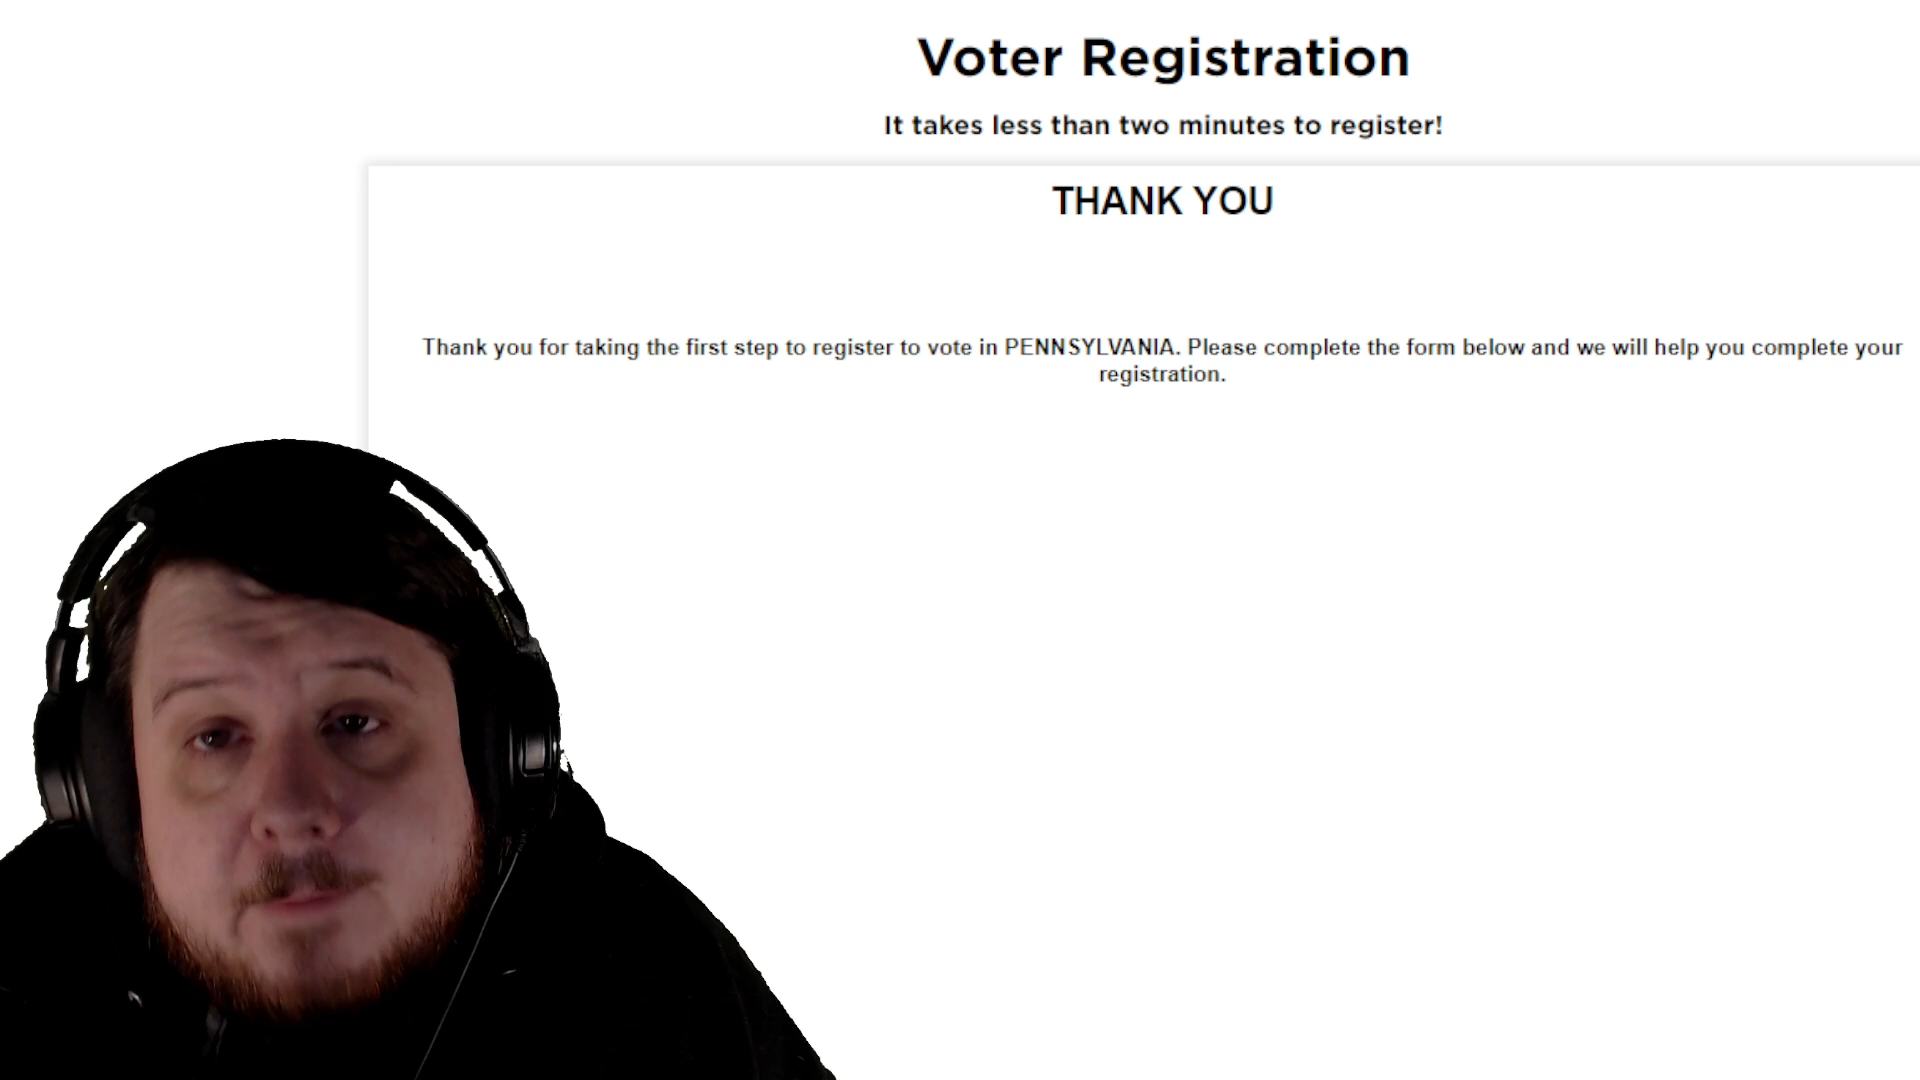 Voter Registration
It takes less than two minutes to register!
THANK YOU
Thank you for taking the first step to register to vote in PENNSYLVANIA. Please complete the form below and we will help you complete your
registration.